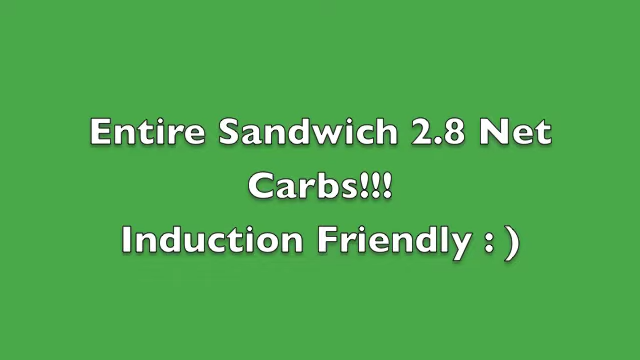 Entire Sandwich 2.8 Net
Carbs!!!
Induction Friendly : )